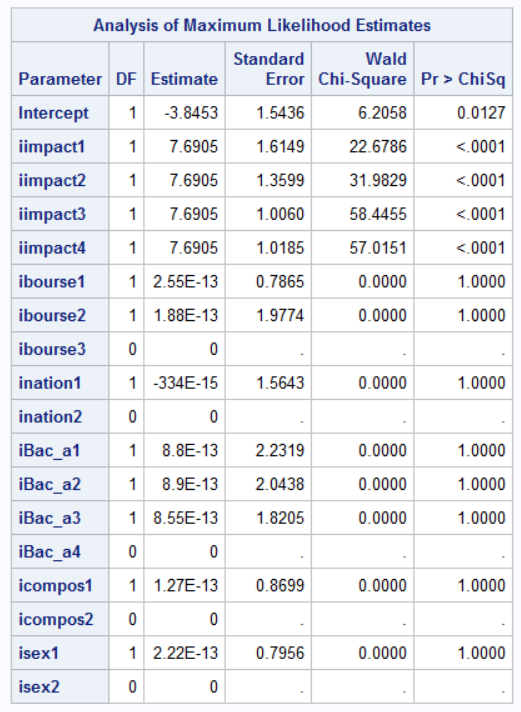 Analysis of Maximum Likelihood Estimates
Parameter DF Estimate Standard Error Wald Chi-Square Pr > ChiSq
Intercept 1 -3.8453 1.5436 6.2058 0.0127
iimpact1 1 7.6905 1.6149 22.6786 <.0001
iimpact2 1 7.6905 1.3599 31.9829 <.0001
iimpact3 1 7.6905 1.0060 58.4455 <.0001
iimpact4 1 7.6905 1.0185 57.0151 <.0001
ibourse1 1 2.55E-13 0.7865 0.0000 1.0000
ibourse2 1 1.88E-13 1.9774 0.0000 1.0000
ibourse3 0 0 . . .
ination1 1 -334E-15 1.5643 0.0000 1.0000
ination2 0 0 . . .
iBac_a1 1 8.8E-13 2.2319 0.0000 1.0000
iBac_a2 1 8.9E-13 2.0438 0.0000 1.0000
iBac_a3 1 8.55E-13 1.8205 0.0000 1.0000
iBac_a4 0 0 . . .
icompos1 1 1.27E-13 0.8699 0.0000 1.0000
icompos2 0 0 . . .
isex1 1 2.22E-13 0.7956 0.0000 1.0000
isex2 0 0 . . .